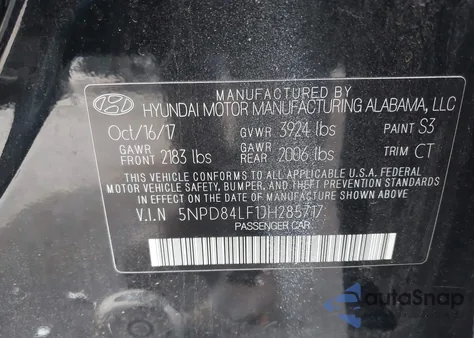 MANUFACTURED BY
HYUNDAI MOTOR MANUFACTURING ALABAMA, LLC
Oct/16/17 GVWR 3924 lbs PAINT S3
GAWR FRONT 2183 lbs GAWR REAR 2006 lbs TRIM CT
THIS VEHICLE CONFORMS TO ALL APPLICABLE U.S.A. FEDERAL
MOTOR VEHICLE SAFETY, BUMPER, AND THEFT PREVENTION STANDARDS
IN EFFECT ON THE DATE OF MANUFACTURE SHOWN ABOVE
V.I.N 5NPD84LF1JH285717
PASSENGER CAR
autaSnap